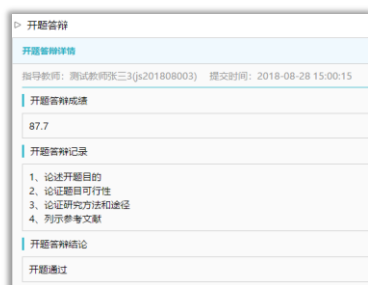 开题答辩
开题答辩详情
指导教师：测试教师张三3(js201808003) 提交时间：2018-08-28 15:00:15
开题答辩成绩
87.7
开题答辩记录
1、论述开题目的
2、论证题目可行性
3、论证研究方法和途径
4、列示参考文献
开题答辩结论
开题通过